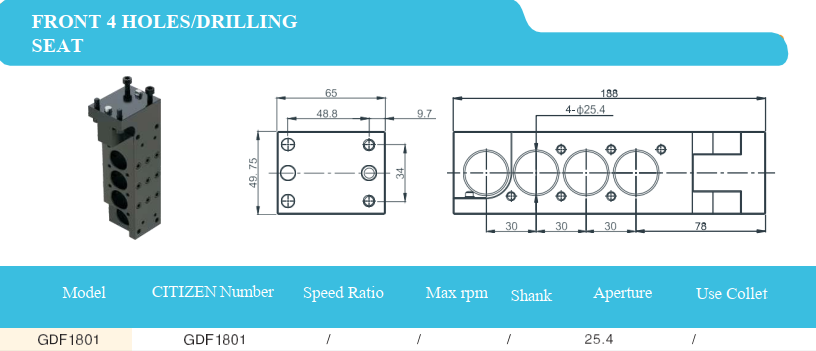 FRONT 4 HOLES/DRILLING
SEAT
65
48.8
9.7
49.75
34
188
4-ϕ25.4
30
30
30
78
Model CITIZEN Number Speed Ratio Max rpm Shank Aperture Use Collet
GDF1801 GDF1801 / / / 25.4 /